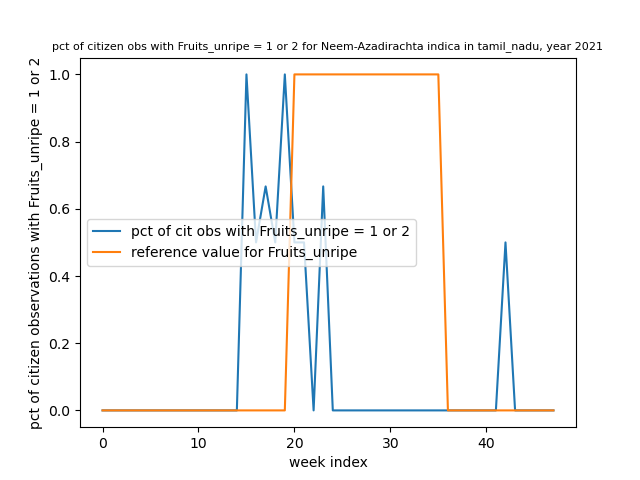 pct of citizen obs with Fruits_unripe = 1 or 2 for Neem-Azadirachta indica in tamil_nadu, year 2021
pct of citizen observations with Fruits_unripe = 1 or 2
1.0
0.8
0.6
0.4
0.2
0.0
pct of cit obs with Fruits_unripe = 1 or 2
reference value for Fruits_unripe
0 10 20 30 40
week index